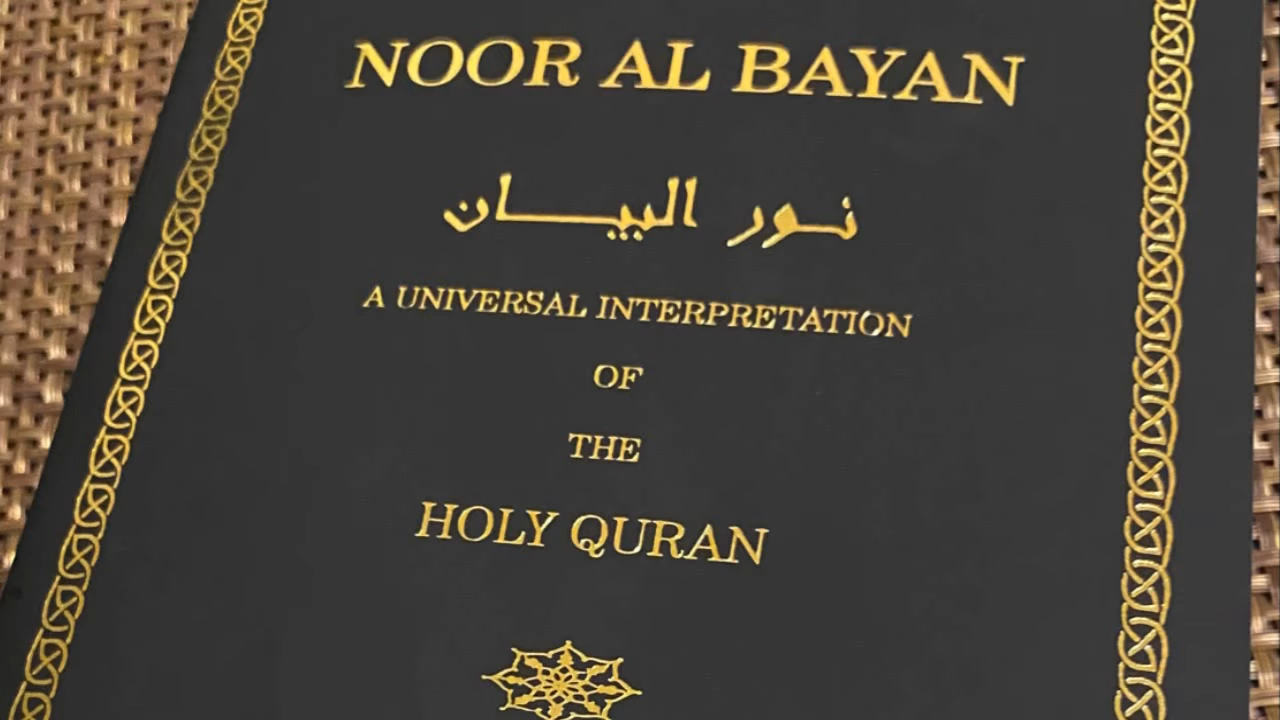 NOOR AL BAYAN
نور البيان
A UNIVERSAL INTERPRETATION
OF
THE
HOLY QURAN